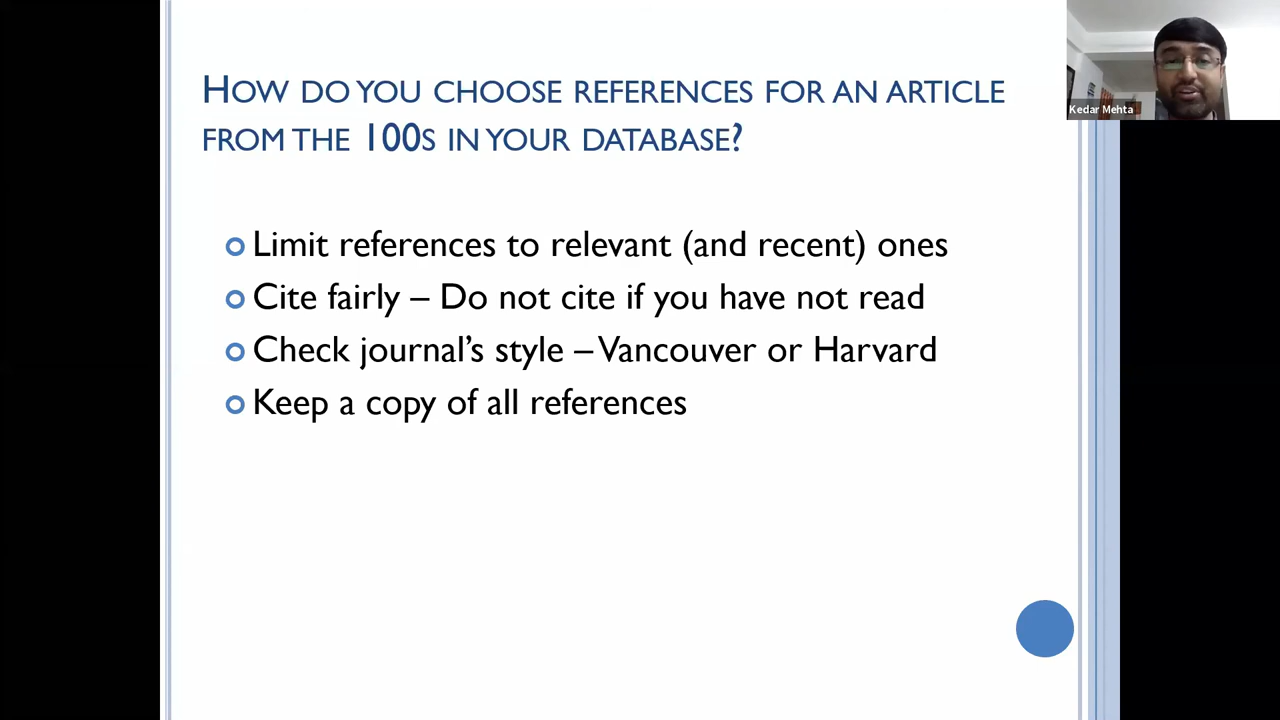 HOW DO YOU CHOOSE REFERENCES FOR AN ARTICLE
FROM THE 100S IN YOUR DATABASE?
Limit references to relevant (and recent) ones
Cite fairly – Do not cite if you have not read
Check journal’s style – Vancouver or Harvard
Keep a copy of all references
Kedar Mehta